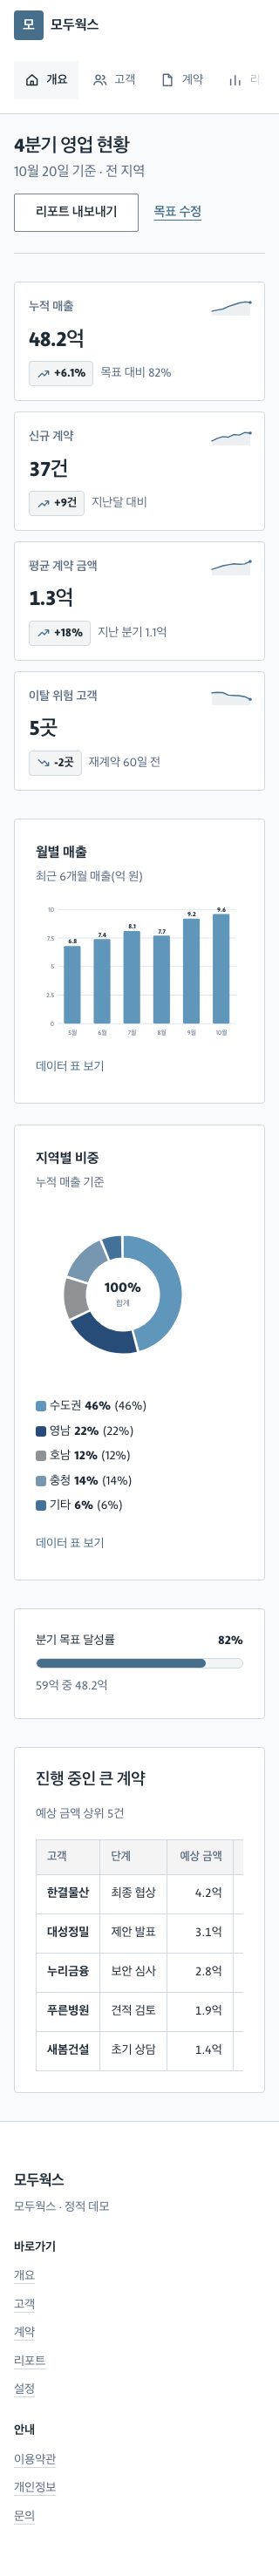 모 모두웍스
개요 고객 계약 리
4분기 영업 현황
10월 20일 기준 · 전 지역
리포트 내보내기 목표 수정
누적 매출
48.2억
+6.1% 목표 대비 82%
신규 계약
37건
+9건 지난달 대비
평균 계약 금액
1.3억
+18% 지난 분기 1.1억
이탈 위험 고객
5곳
-2곳 재계약 60일 전
월별 매출
최근 6개월 매출(억 원)
10
7.5
5
2.5
0
6.8 7.4 8.1 7.7 9.2 9.6
5월 6월 7월 8월 9월 10월
데이터 표 보기
지역별 비중
누적 매출 기준
100%
합계
수도권 46% (46%)
영남 22% (22%)
호남 12% (12%)
충청 14% (14%)
기타 6% (6%)
데이터 표 보기
분기 목표 달성률 82%
59억 중 48.2억
진행 중인 큰 계약
예상 금액 상위 5건
고객 단계 예상 금액
한결물산 최종 협상 4.2억
대성정밀 제안 발표 3.1억
누리금융 보안 심사 2.8억
푸른병원 견적 검토 1.9억
새봄건설 초기 상담 1.4억
모두웍스
모두웍스 · 정적 데모
바로가기
개요
고객
계약
리포트
설정
안내
이용약관
개인정보
문의